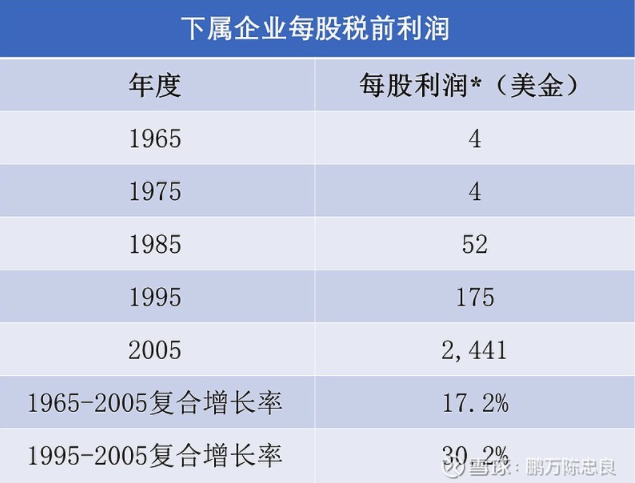 下属企业每股税前利润
年度 每股利润*（美金）
1965 4
1975 4
1985 52
1995 175
2005 2,441
1965-2005复合增长率 17.2%
1995-2005复合增长率 30.2%
雪球：鹏万陈忠良